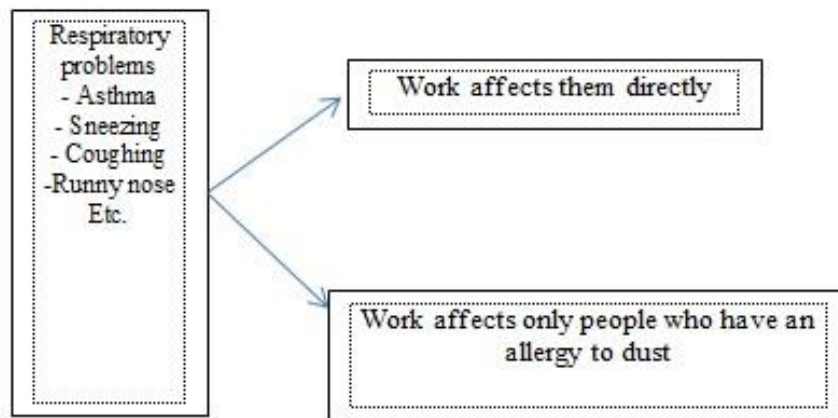 Respiratory
problems
- Asthma
- Sneezing
- Coughing
-Runny nose
Etc.
Work affects them directly
Work affects only people who have an
allergy to dust